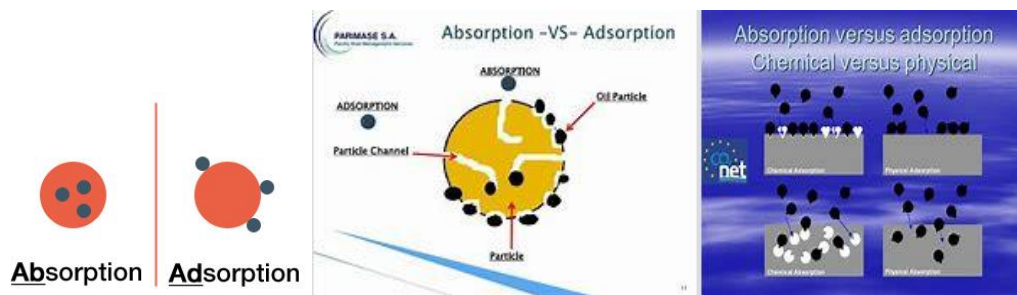 Absorption
Adsorption
PARIMASE S.A.
Absorption -VS- Adsorption
ABSORPTION
ADSORPTION
Oil Particle
Particle Channel
Particle
Absorption versus adsorption
Chemical versus physical
net
Chemical Adsorption
Physical Adsorption
Chemical Absorption
Physical Absorption